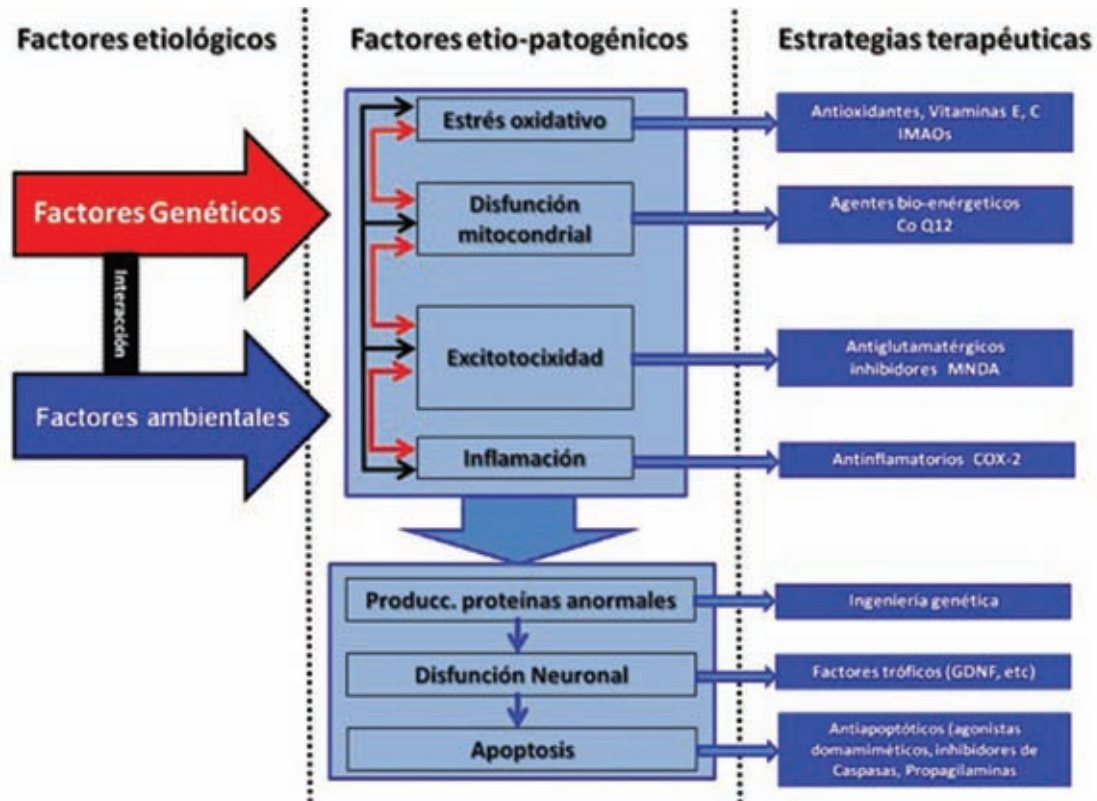 Factores etiológicos
Factores etio-patogénicos
Estrategias terapéuticas
Factores Genéticos
Interacción
Factores ambientales
Estrés oxidativo
Disfunción
mitocondrial
Excitotocixidad
Inflamación
Producc. proteínas anormales
Disfunción Neuronal
Apoptosis
Antioxidantes, Vitaminas E, C
IMAOs
Agentes bio-enérgeticos
Co Q12
Antiglutamatérgicos
inhibidores MNDA
Antinflamatorios COX-2
Ingeniería genética
Factores tróficos (GDNF, etc)
Antiapoptóticos (agonistas
domamiméticos, inhibidores de
Caspasas, Propagilaminas